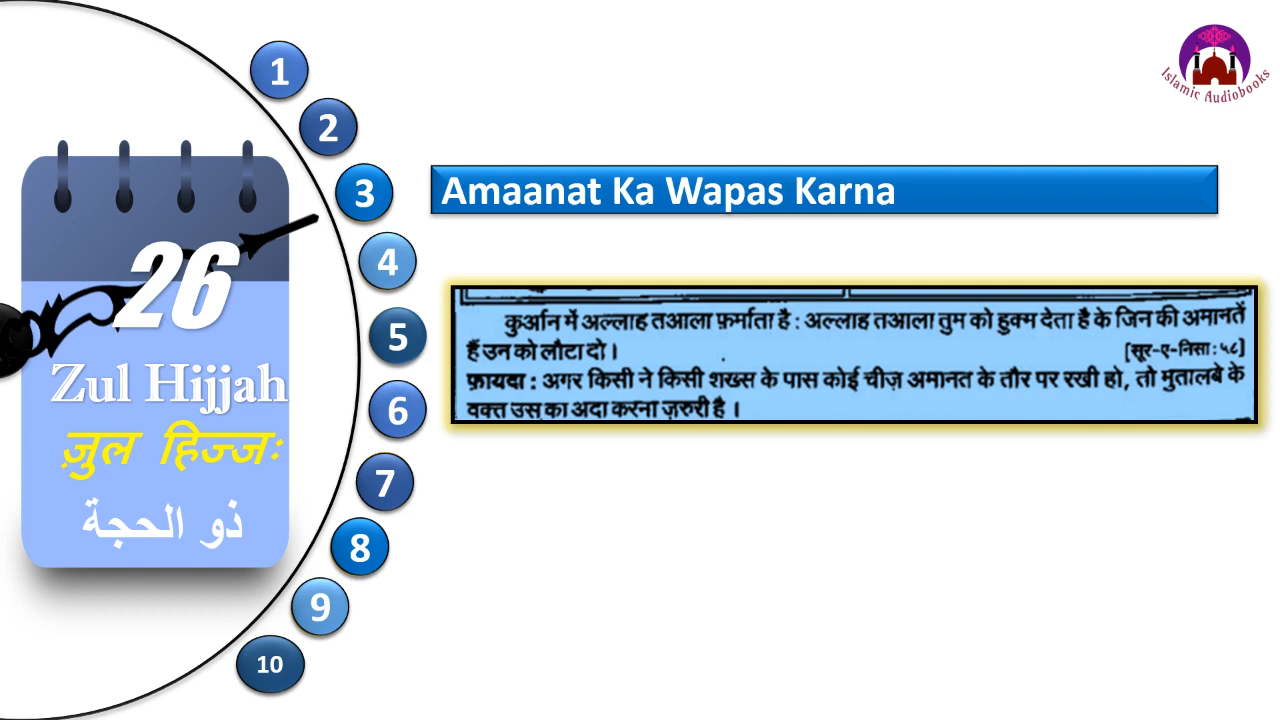 1
2
3
4
5
6
7
8
9
10
26
Zul Hijjah
ज़ुल हिज्जः
ذو الحجة
Islamic Audiobooks
Amaanat Ka Wapas Karna
कुर्आन में अल्लाह तआला फ़र्माता है : अल्लाह तआला तुम को हुक्म देता है के जिन की अमानतें
हैं उन को लौटा दो । [सूर-ए-निसा : ५८]
फ़ायदा : अगर किसी ने किसी शख्स के पास कोई चीज़ अमानत के तौर पर रखी हो, तो मुतालबे के
वक्त उस का अदा करना ज़रुरी है ।